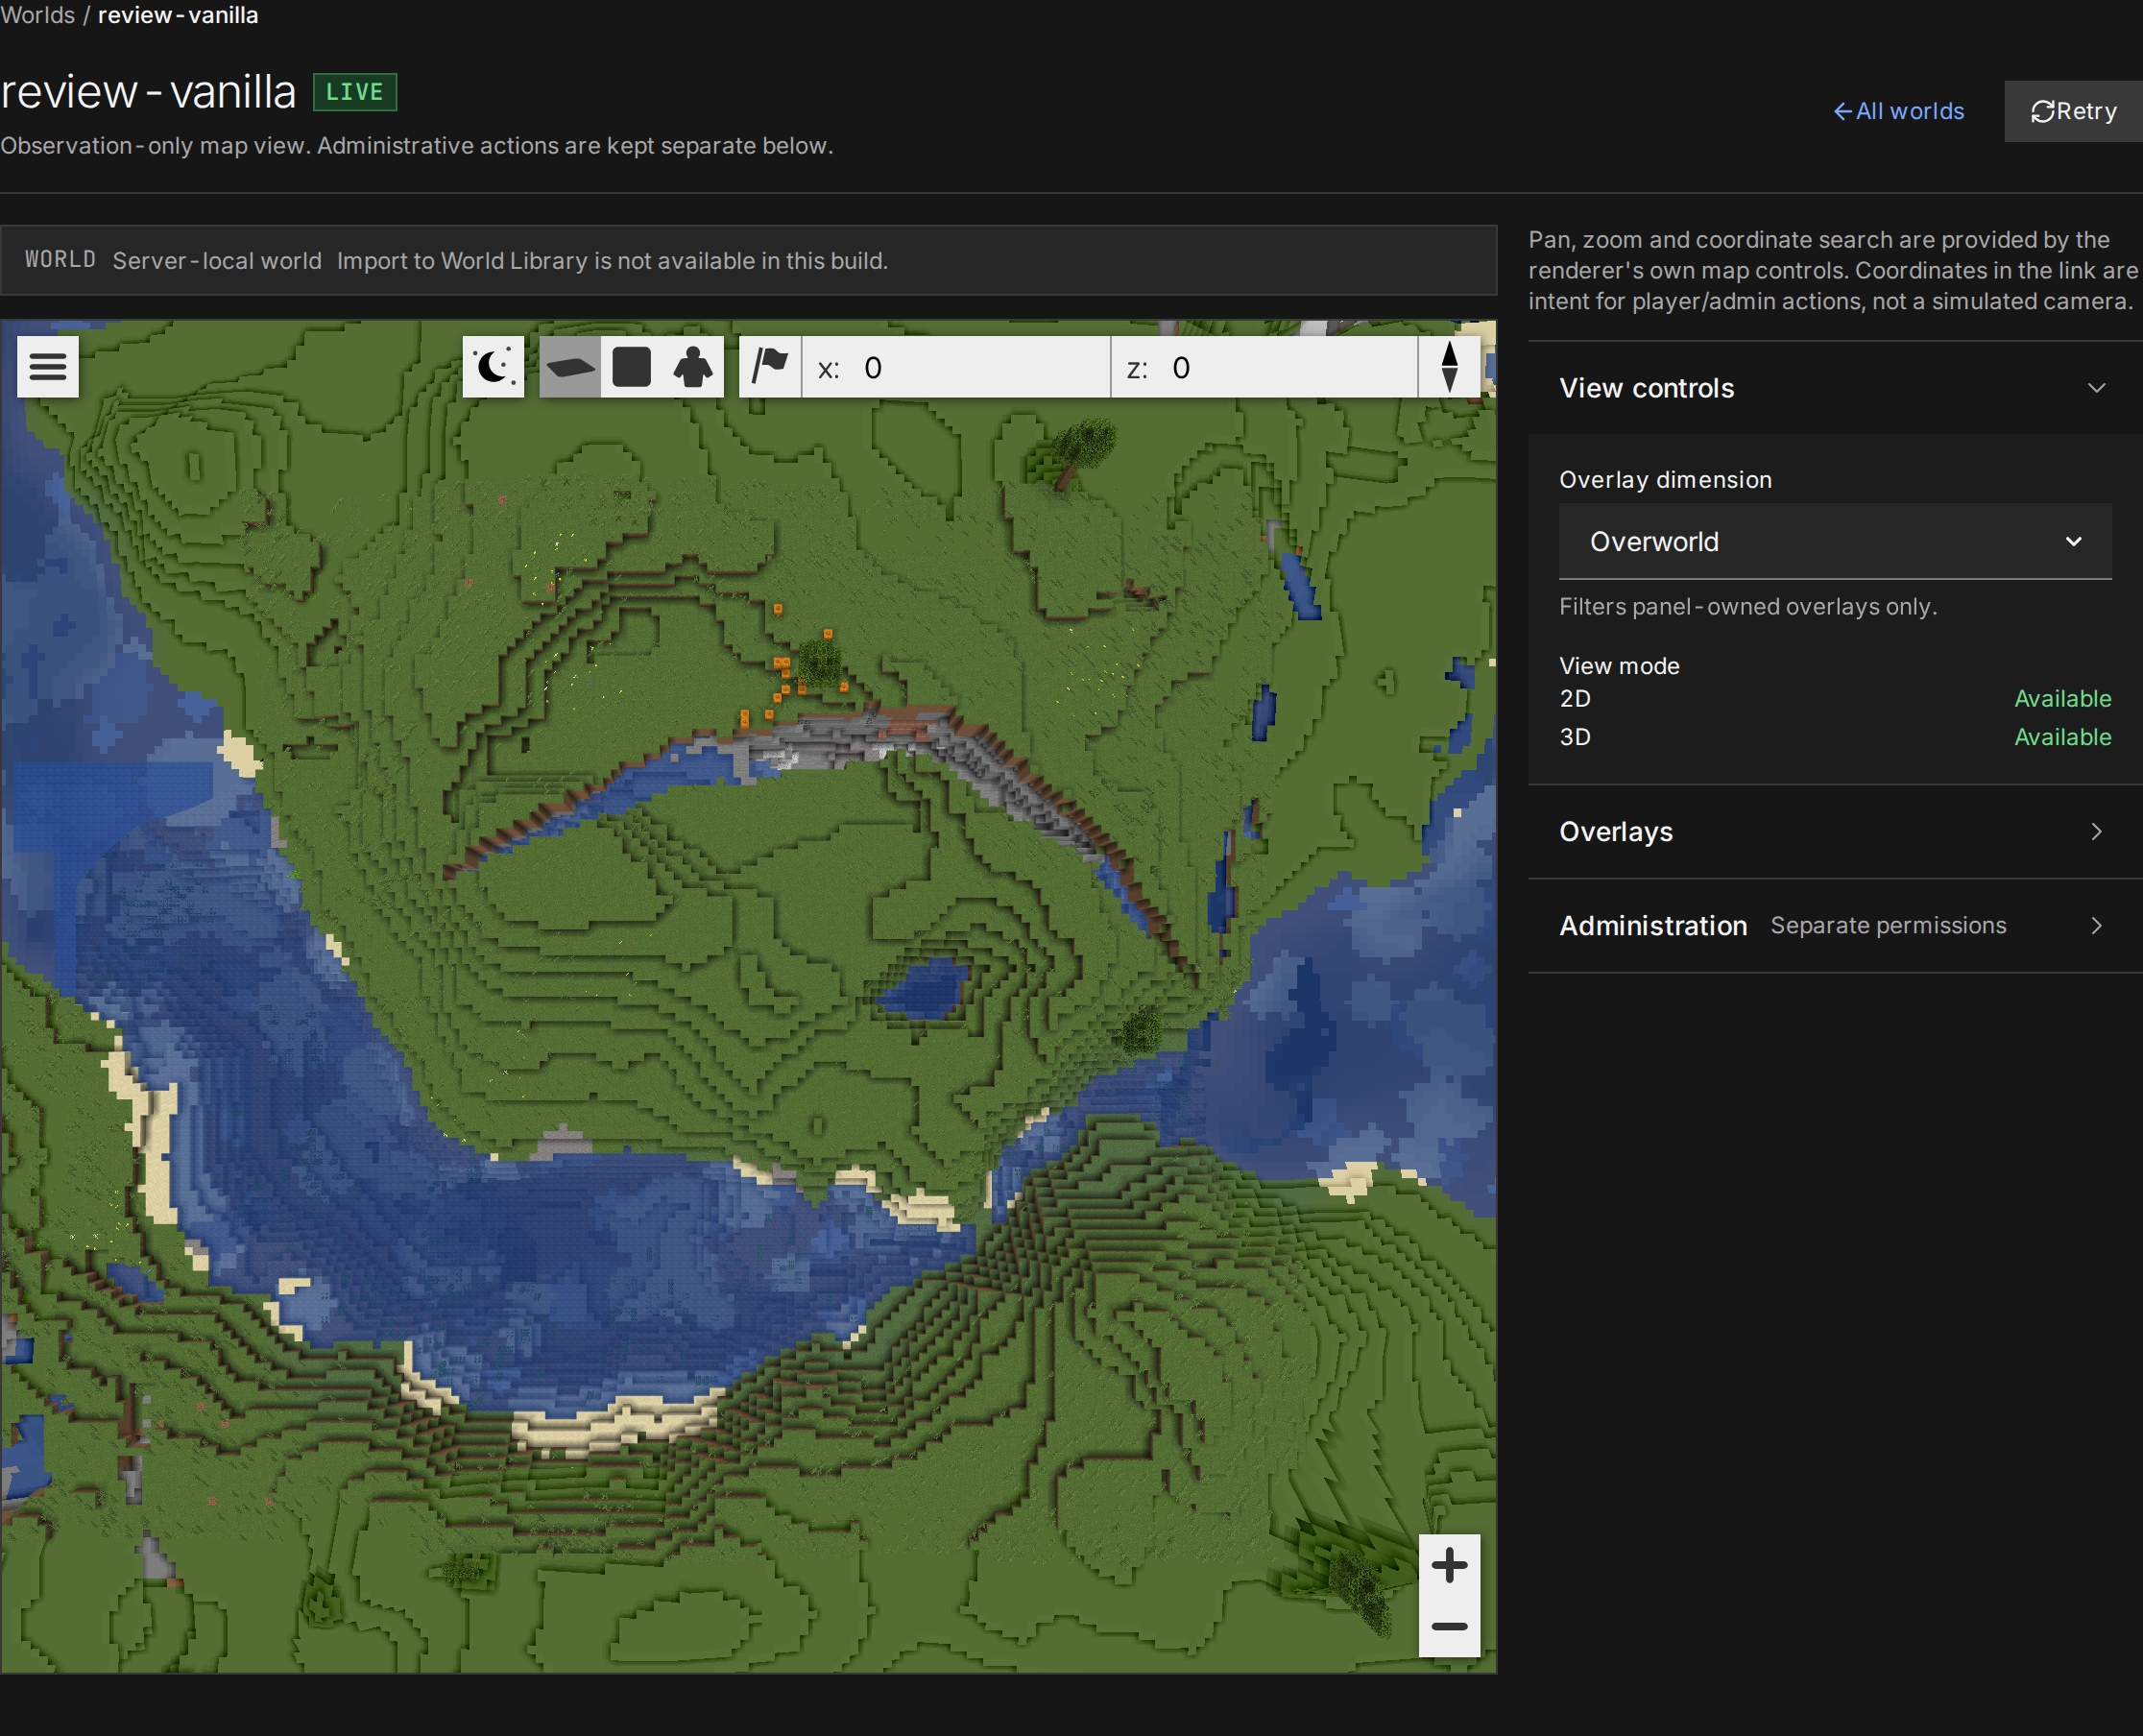 Worlds / review-vanilla
review-vanilla LIVE
Observation-only map view. Administrative actions are kept separate below.
All worlds
Retry
WORLD Server-local world Import to World Library is not available in this build.
x: 0
z: 0
Pan, zoom and coordinate search are provided by the
renderer's own map controls. Coordinates in the link are
intent for player/admin actions, not a simulated camera.
View controls
Overlay dimension
Overworld
Filters panel-owned overlays only.
View mode
2D Available
3D Available
Overlays
Administration Separate permissions